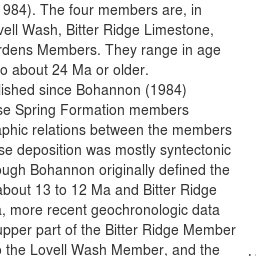 1984). The four members are, in
vell Wash, Bitter Ridge Limestone,
rdens Members. They range in age
o about 24 Ma or older.
lished since Bohannon (1984)
se Spring Formation members
aphic relations between the members
se deposition was mostly syntectonic
ough Bohannon originally defined the
about 13 to 12 Ma and Bitter Ridge
, more recent geochronologic data
upper part of the Bitter Ridge Member
o the Lovell Wash Member, and the